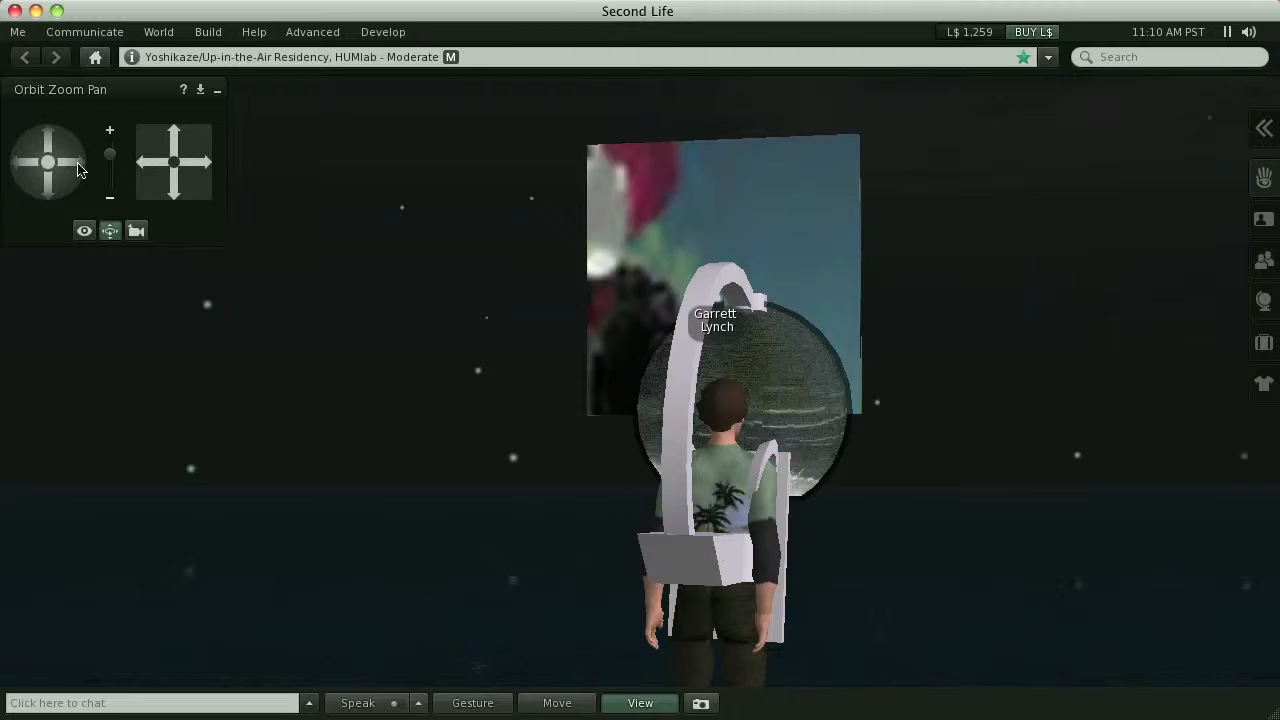 Second Life
Me Communicate World Build Help Advanced Develop L$ 1,259 BUY L$ 11:10 AM PST
Yoshikaze/Up-in-the-Air Residency, HUMlab - Moderate M Search
Orbit Zoom Pan ?
+
-
Garrett
Lynch
Click here to chat. Speak Gesture Move View